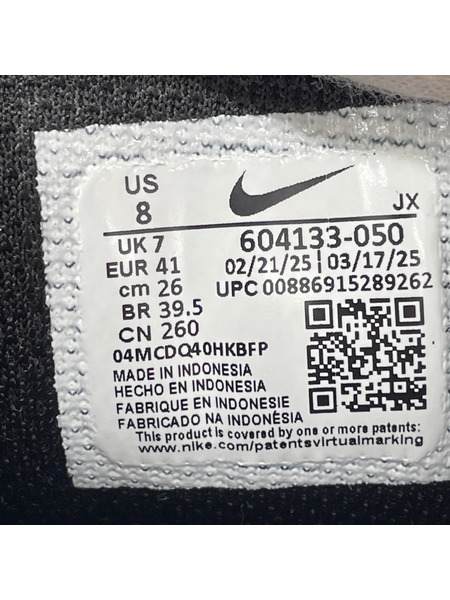 US
8
JX
UK 7
604133-050
EUR 41
02/21/25 | 03/17/25
cm 26
UPC 00886915289262
BR 39.5
CN 260
04MCDQ40HKBFP
MADE IN INDONESIA
HECHO EN INDONESIA
FABRIQUE EN INDONESIE
FABRICADO NA INDONÉSIA
This product is covered by one or more patents. See
www.nike.com/patentsvirtualmarking